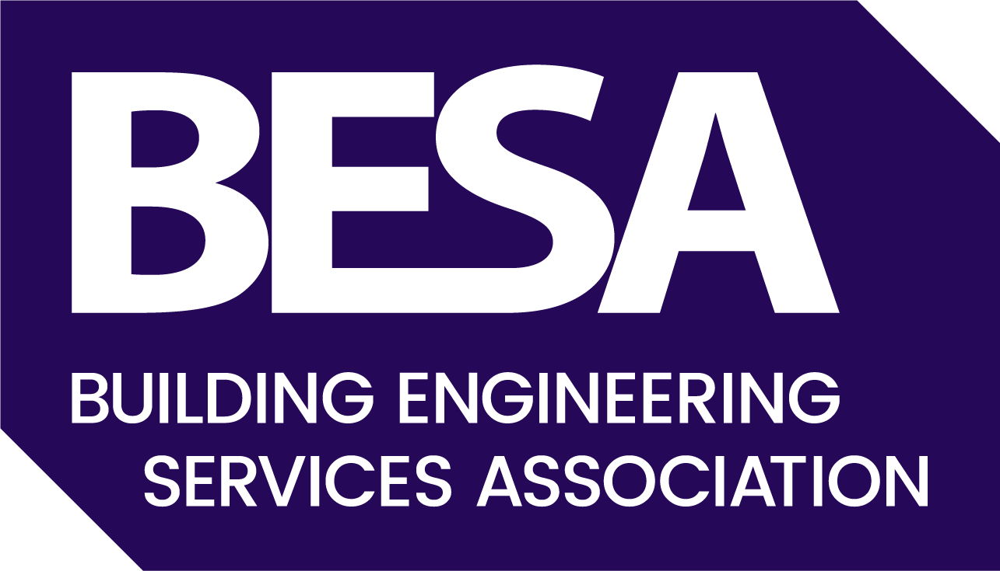 BESA
BUILDING ENGINEERING
SERVICES ASSOCIATION